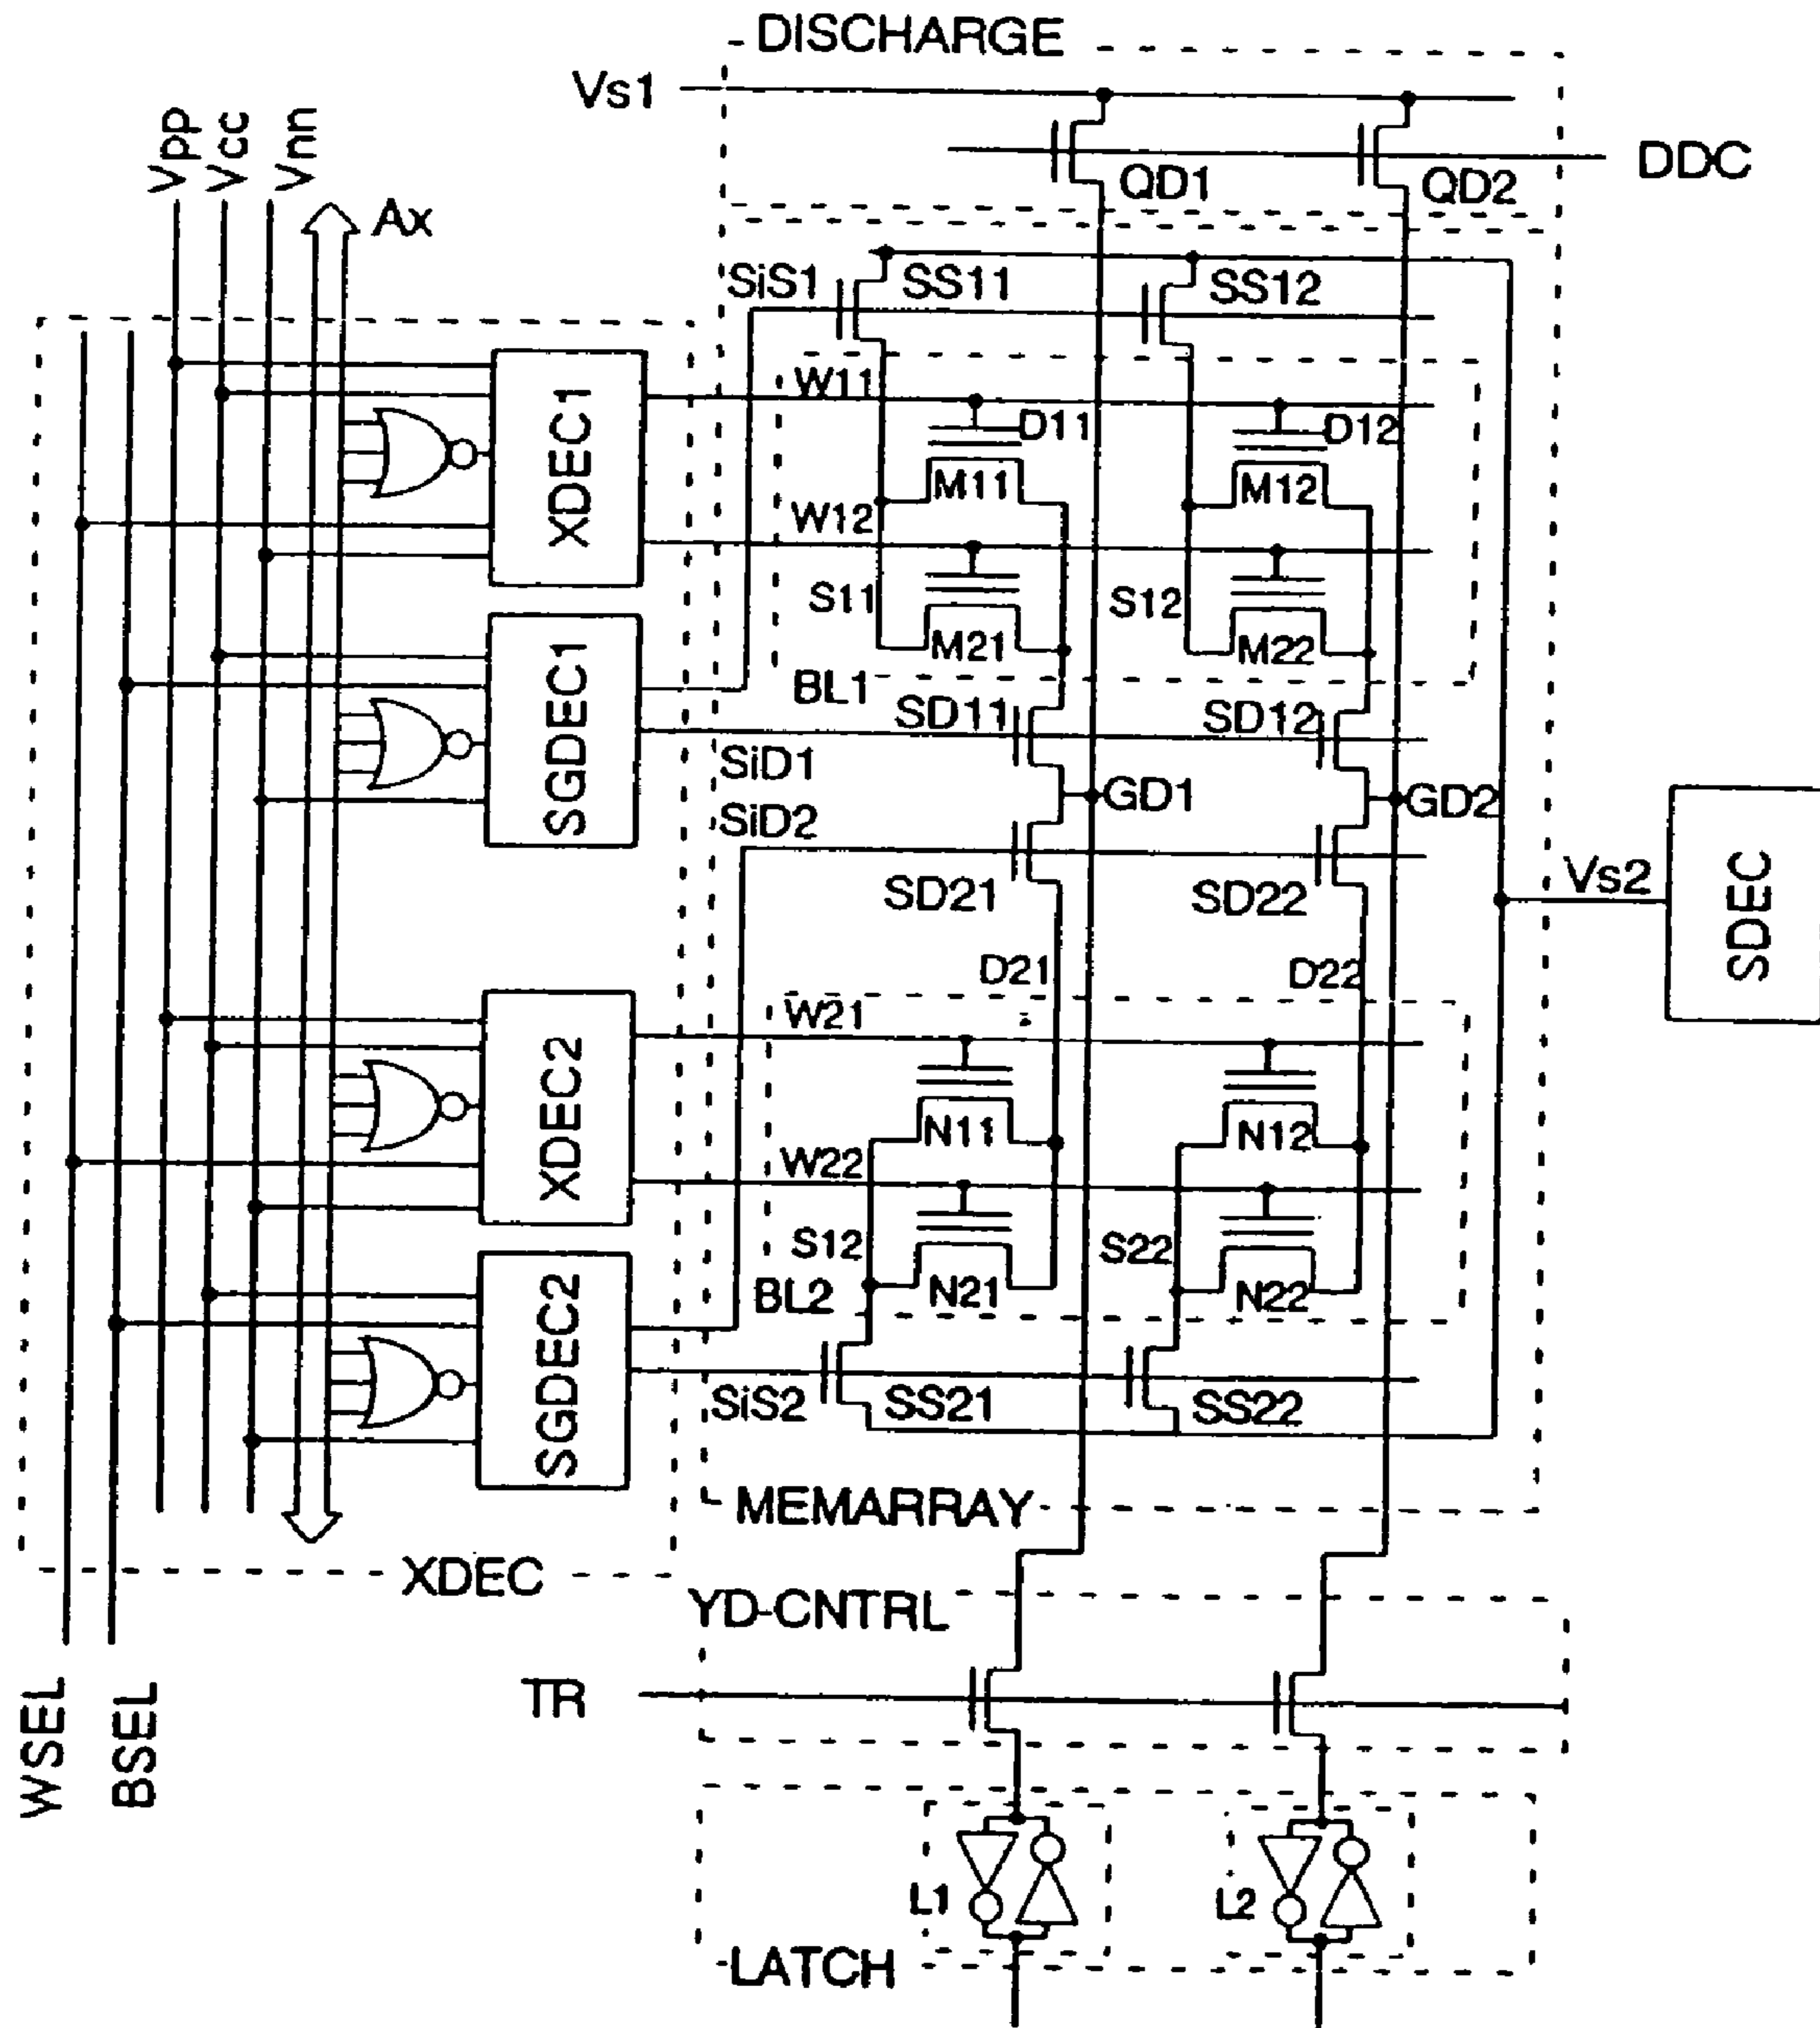 DISCHARGE
Vs1
Vpp
Vcc
Vnn
Ax
QD1
QD2
DDC
SiS1
SS11
SS12
W11
D11
D12
XDEC1
M11
M12
W12
S11
S12
M21
M22
BL1
SGDEC1
SD11
SD12
SiD1
GD1
GD2
SiD2
SD21
SD22
Vs2
SDEC
D21
D22
W21
XDEC2
N11
N12
W22
S12
S22
BL2
N21
N22
SGDEC2
SiS2
SS21
SS22
MEMARRAY
XDEC
YD-CNTRL
WSEL
BSEL
TR
L1
L2
LATCH